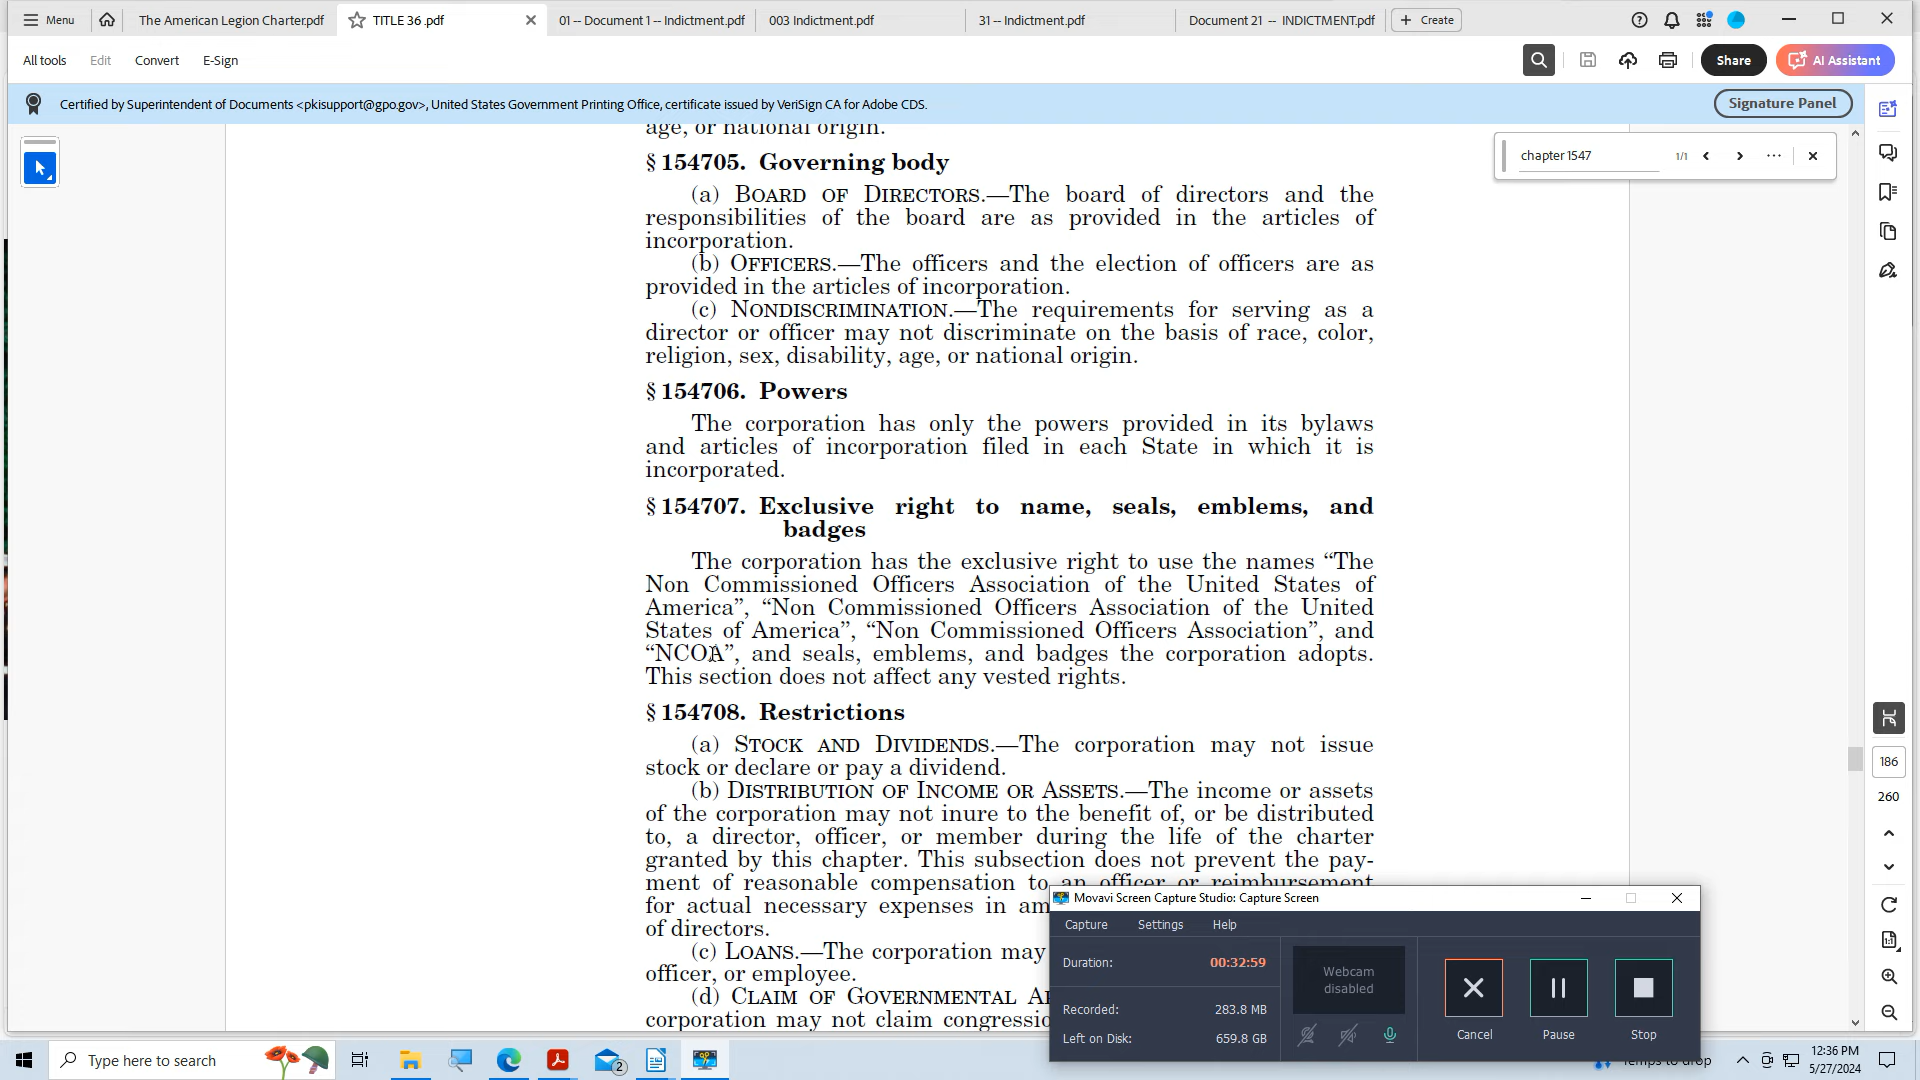 Menu
The American Legion Charter.pdf
TITLE 36 .pdf
01 -- Document 1 -- Indictment.pdf
003 Indictment.pdf
31 -- Indictment.pdf
Document 21 -- INDICTMENT.pdf
Create
All tools
Edit
Convert
E-Sign
Share
AI Assistant
Certified by Superintendent of Documents <pkisupport@gpo.gov>, United States Government Printing Office, certificate issued by VeriSign CA for Adobe CDS.
Signature Panel
chapter 1547
1/1
age, or national origin.
§ 154705. Governing body
(a) BOARD OF DIRECTORS.—The board of directors and the
responsibilities of the board are as provided in the articles of
incorporation.
(b) OFFICERS.—The officers and the election of officers are as
provided in the articles of incorporation.
(c) NONDISCRIMINATION.—The requirements for serving as a
director or officer may not discriminate on the basis of race, color,
religion, sex, disability, age, or national origin.
§ 154706. Powers
The corporation has only the powers provided in its bylaws
and articles of incorporation filed in each State in which it is
incorporated.
§ 154707. Exclusive right to name, seals, emblems, and
badges
The corporation has the exclusive right to use the names “The
Non Commissioned Officers Association of the United States of
America”, “Non Commissioned Officers Association of the United
States of America”, “Non Commissioned Officers Association”, and
“NCOA”, and seals, emblems, and badges the corporation adopts.
This section does not affect any vested rights.
§ 154708. Restrictions
(a) STOCK AND DIVIDENDS.—The corporation may not issue
stock or declare or pay a dividend.
(b) DISTRIBUTION OF INCOME OR ASSETS.—The income or assets
of the corporation may not inure to the benefit of, or be distributed
to, a director, officer, or member during the life of the charter
granted by this chapter. This subsection does not prevent the pay-
ment of reasonable compensation to an officer or reimbursement
for actual necessary expenses in am
of directors.
(c) LOANS.—The corporation may
officer, or employee.
(d) CLAIM OF GOVERNMENTAL A
corporation may not claim congressio
186
260
Movavi Screen Capture Studio: Capture Screen
Capture
Settings
Help
Duration:
00:32:59
Recorded:
283.8 MB
Left on Disk:
659.8 GB
Webcam
disabled
Cancel
Pause
Stop
Type here to search
2
Temps to drop
12:36 PM
5/27/2024